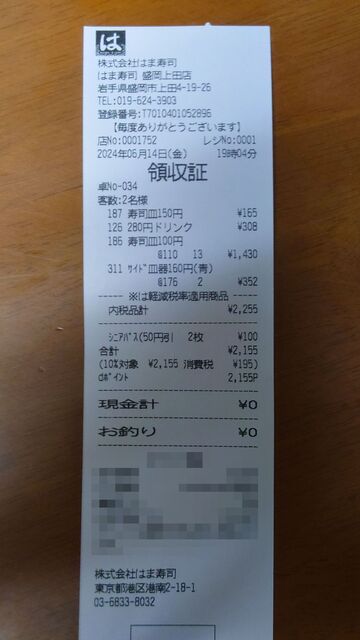 は
株式会社はま寿司
はま寿司 盛岡上田店
岩手県盛岡市上田4-19-26
TEL:019-624-3903
登録番号:T7010401052896
【毎度ありがとうございます】
店No:0001752 レシNo:0001
2024年06月14日(金) 19時04分
領収証
卓No-034
客数:2名様
187 寿司皿150円 ¥165
126 280円ドリンク ¥308
186 寿司皿100円
@110 13 ¥1,430
311 ｻｲﾄﾞ皿器160円(青)
@176 2 ¥352
----- ※は軽減税率適用商品 -----
内税品計 ¥2,255
ｼﾆｱﾊﾟｽ(50円引 2枚 ¥100
合計 ¥2,155
(10%対象 ¥2,155 消費税 ¥195)
dﾎﾟｲﾝﾄ 2,155P
現金計 ¥0
お釣り ¥0
株式会社はま寿司
東京都港区港南2-18-1
03-6833-8032